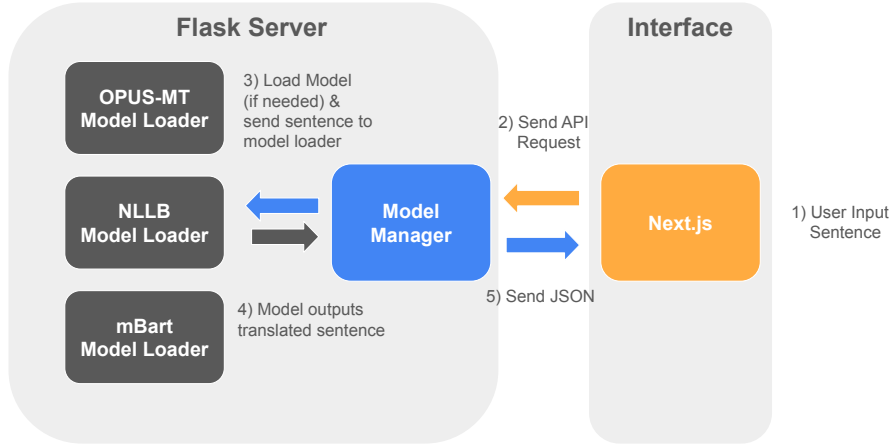 Flask Server
Interface
OPUS-MT
Model Loader
3) Load Model
(if needed) &
send sentence to
model loader
2) Send API
Request
NLLB
Model Loader
Model
Manager
Next.js
1) User Input
Sentence
5) Send JSON
mBart
Model Loader
4) Model outputs
translated sentence